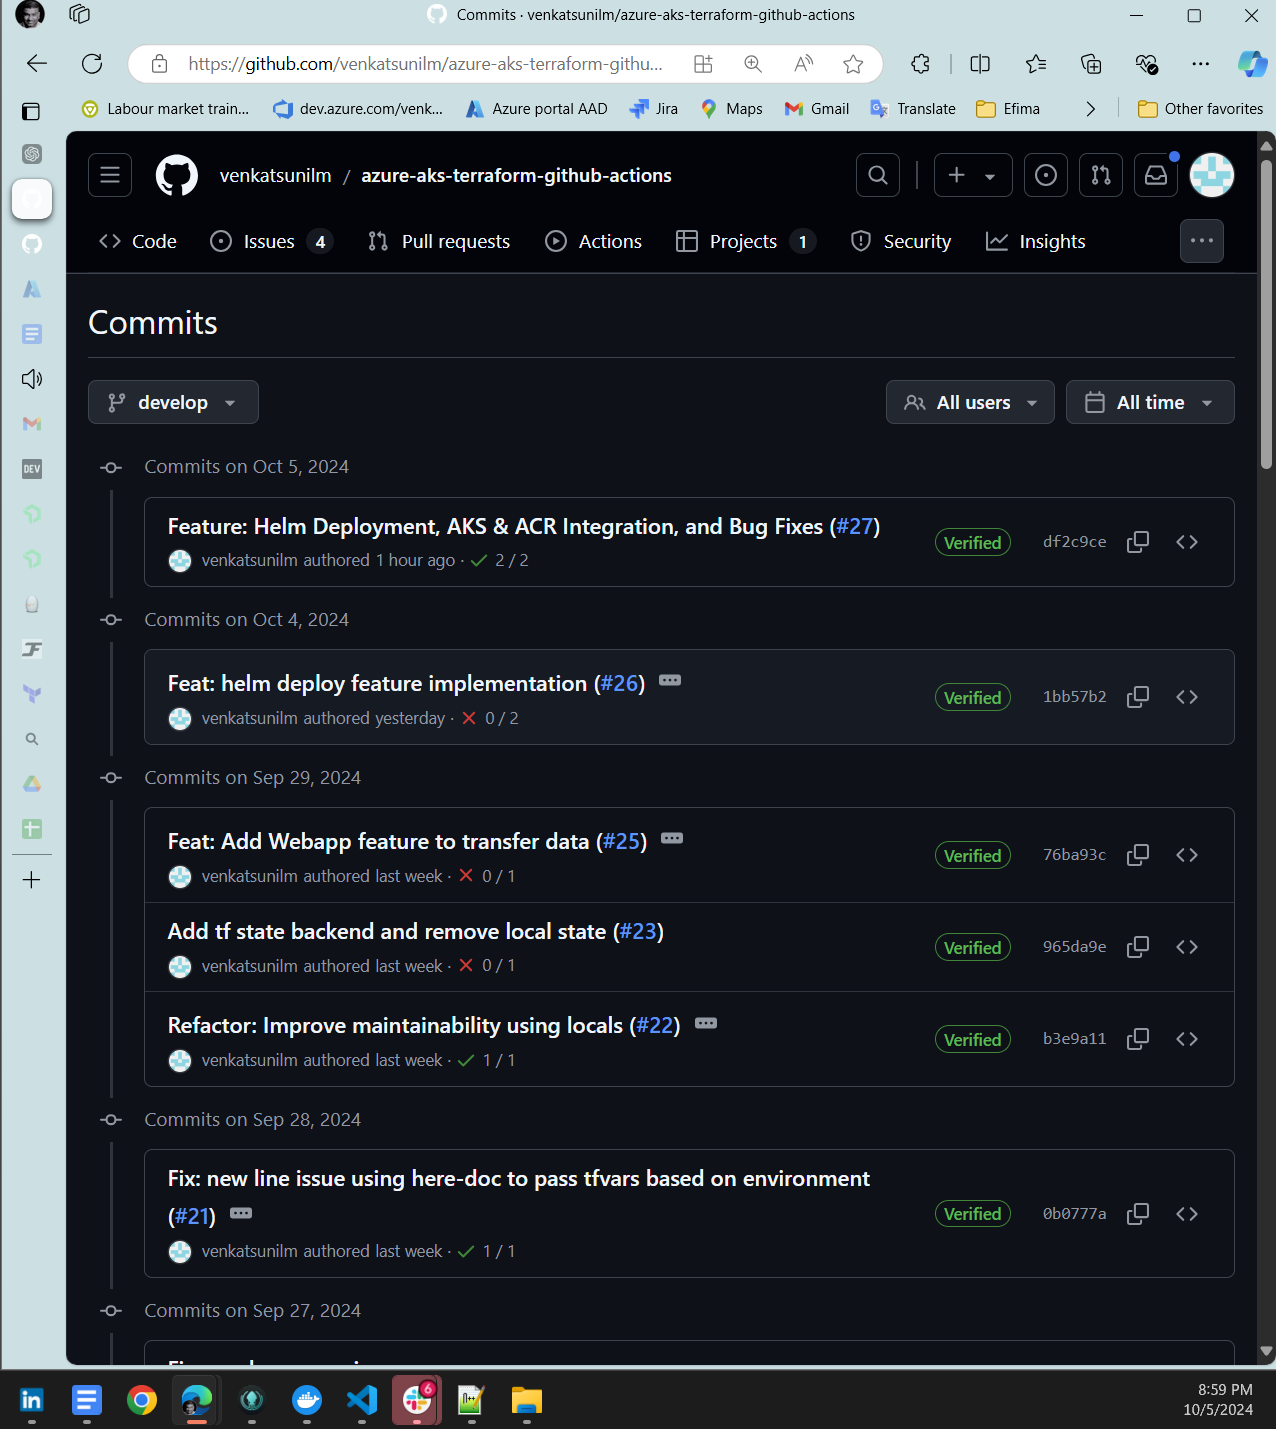 Commits · venkatsunilm/azure-aks-terraform-github-actions
https://github.com/venkatsunilm/azure-aks-terraform-githu...
Labour market train... dev.azure.com/venk... Azure portal AAD Jira Maps Gmail Translate Efima Other favorites
venkatsunilm / azure-aks-terraform-github-actions
Code Issues 4 Pull requests Actions Projects 1 Security Insights
Commits
develop All users All time
Commits on Oct 5, 2024
Feature: Helm Deployment, AKS & ACR Integration, and Bug Fixes (#27)
venkatsunilm authored 1 hour ago · 2 / 2
Verified df2c9ce
Commits on Oct 4, 2024
Feat: helm deploy feature implementation (#26)
venkatsunilm authored yesterday · 0 / 2
Verified 1bb57b2
Commits on Sep 29, 2024
Feat: Add Webapp feature to transfer data (#25)
venkatsunilm authored last week · 0 / 1
Verified 76ba93c
Add tf state backend and remove local state (#23)
venkatsunilm authored last week · 0 / 1
Verified 965da9e
Refactor: Improve maintainability using locals (#22)
venkatsunilm authored last week · 1 / 1
Verified b3e9a11
Commits on Sep 28, 2024
Fix: new line issue using here-doc to pass tfvars based on environment
(#21)
venkatsunilm authored last week · 1 / 1
Verified 0b0777a
Commits on Sep 27, 2024
DEV
in
6
8:59 PM
10/5/2024